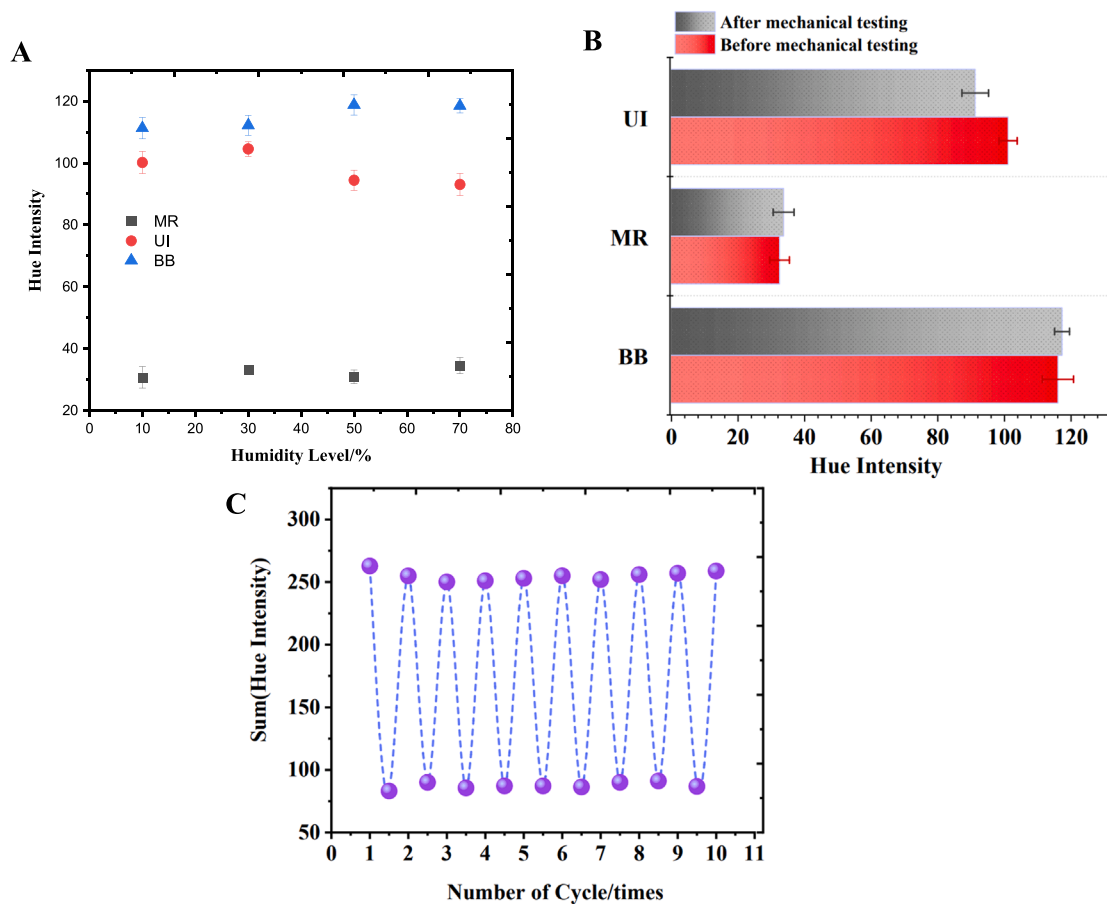 A
Hue Intensity
120
100
80
60
40
20
MR
UI
BB
0 10 20 30 40 50 60 70 80
Humidity Level/%
B
After mechanical testing
Before mechanical testing
UI
MR
BB
0 20 40 60 80 100 120
Hue Intensity
C
Sum(Hue Intensity)
300
250
200
150
100
50
0 1 2 3 4 5 6 7 8 9 10 11
Number of Cycle/times